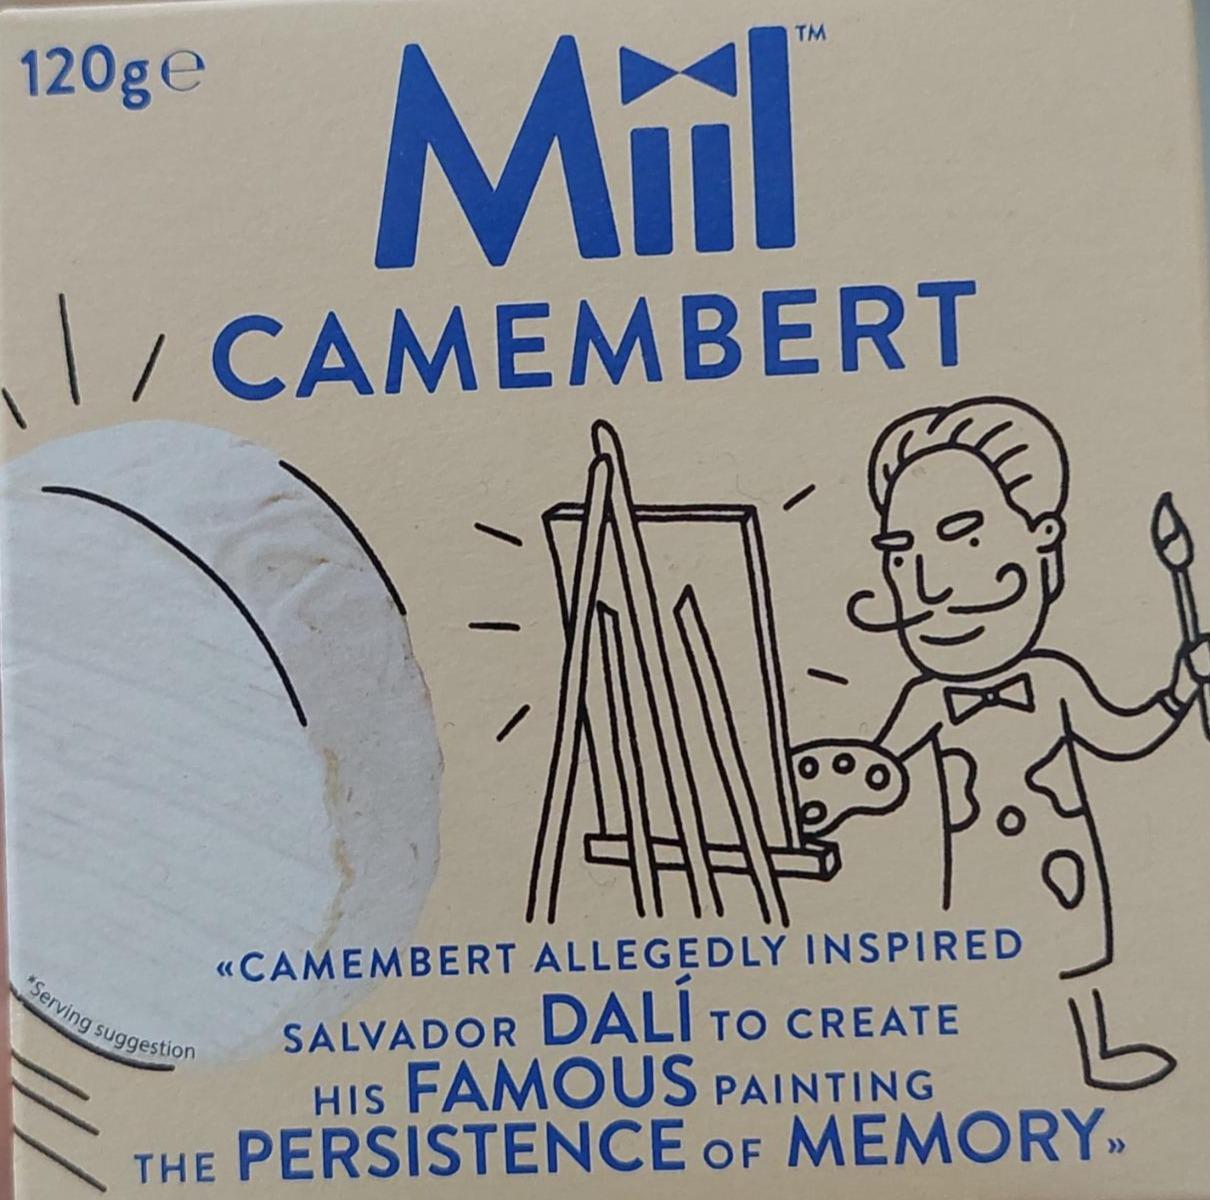 120g℮
Miil™
CAMEMBERT
«CAMEMBERT ALLEGEDLY INSPIRED
SALVADOR DALÍ TO CREATE
HIS FAMOUS PAINTING
THE PERSISTENCE OF MEMORY»
*Serving suggestion